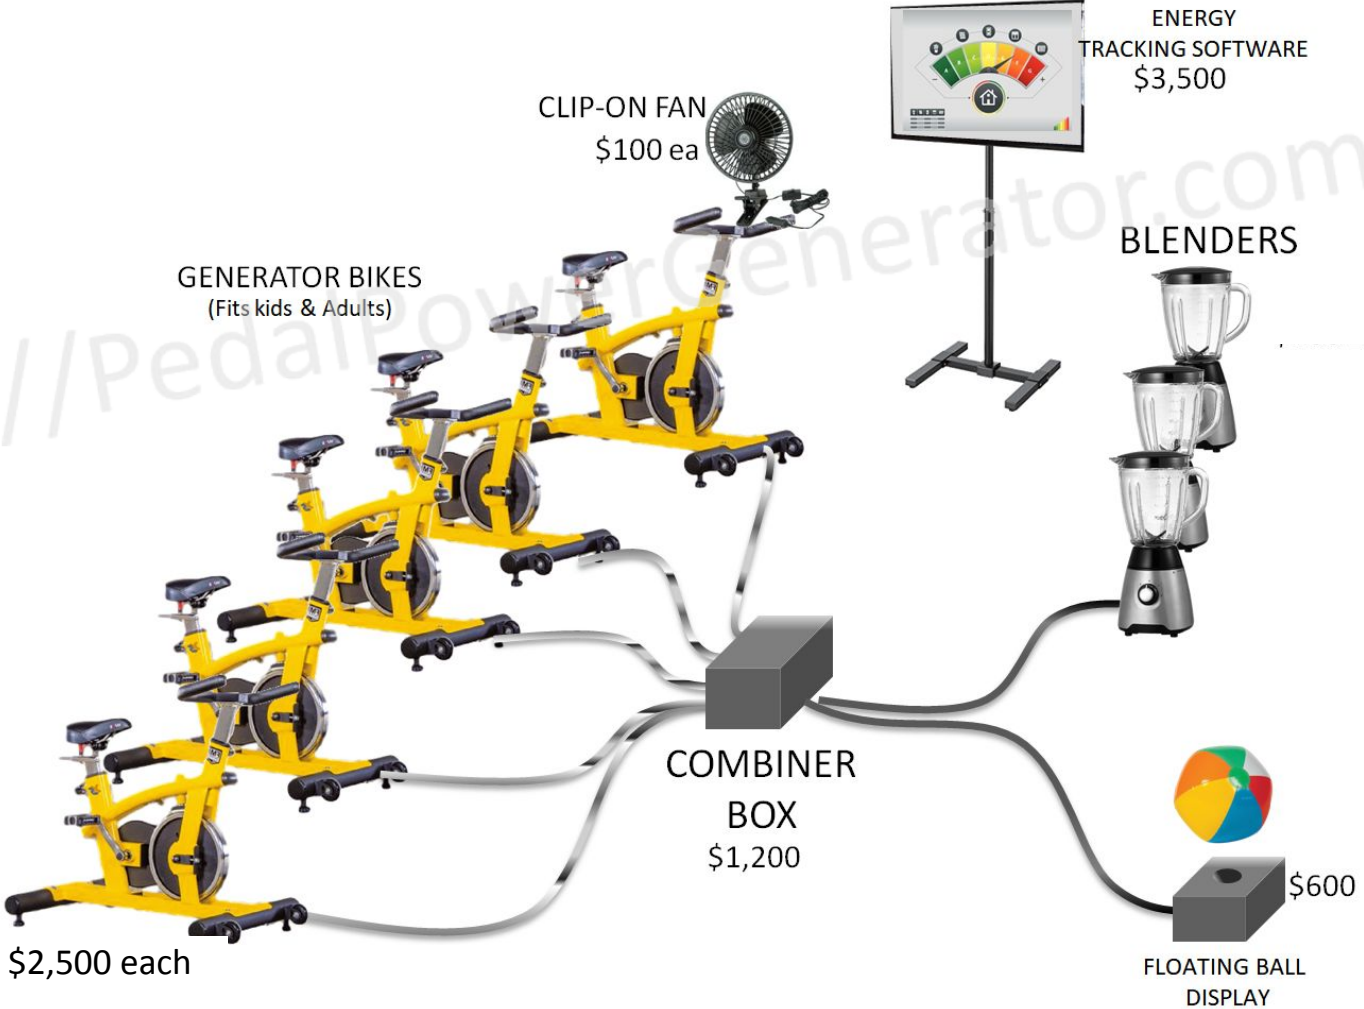 ENERGY
TRACKING SOFTWARE
$3,500
CLIP-ON FAN
$100 ea
BLENDERS
GENERATOR BIKES
(Fits kids & Adults)
//PedalPowerGenerator.com
COMBINER
BOX
$1,200
$600
$2,500 each
FLOATING BALL
DISPLAY